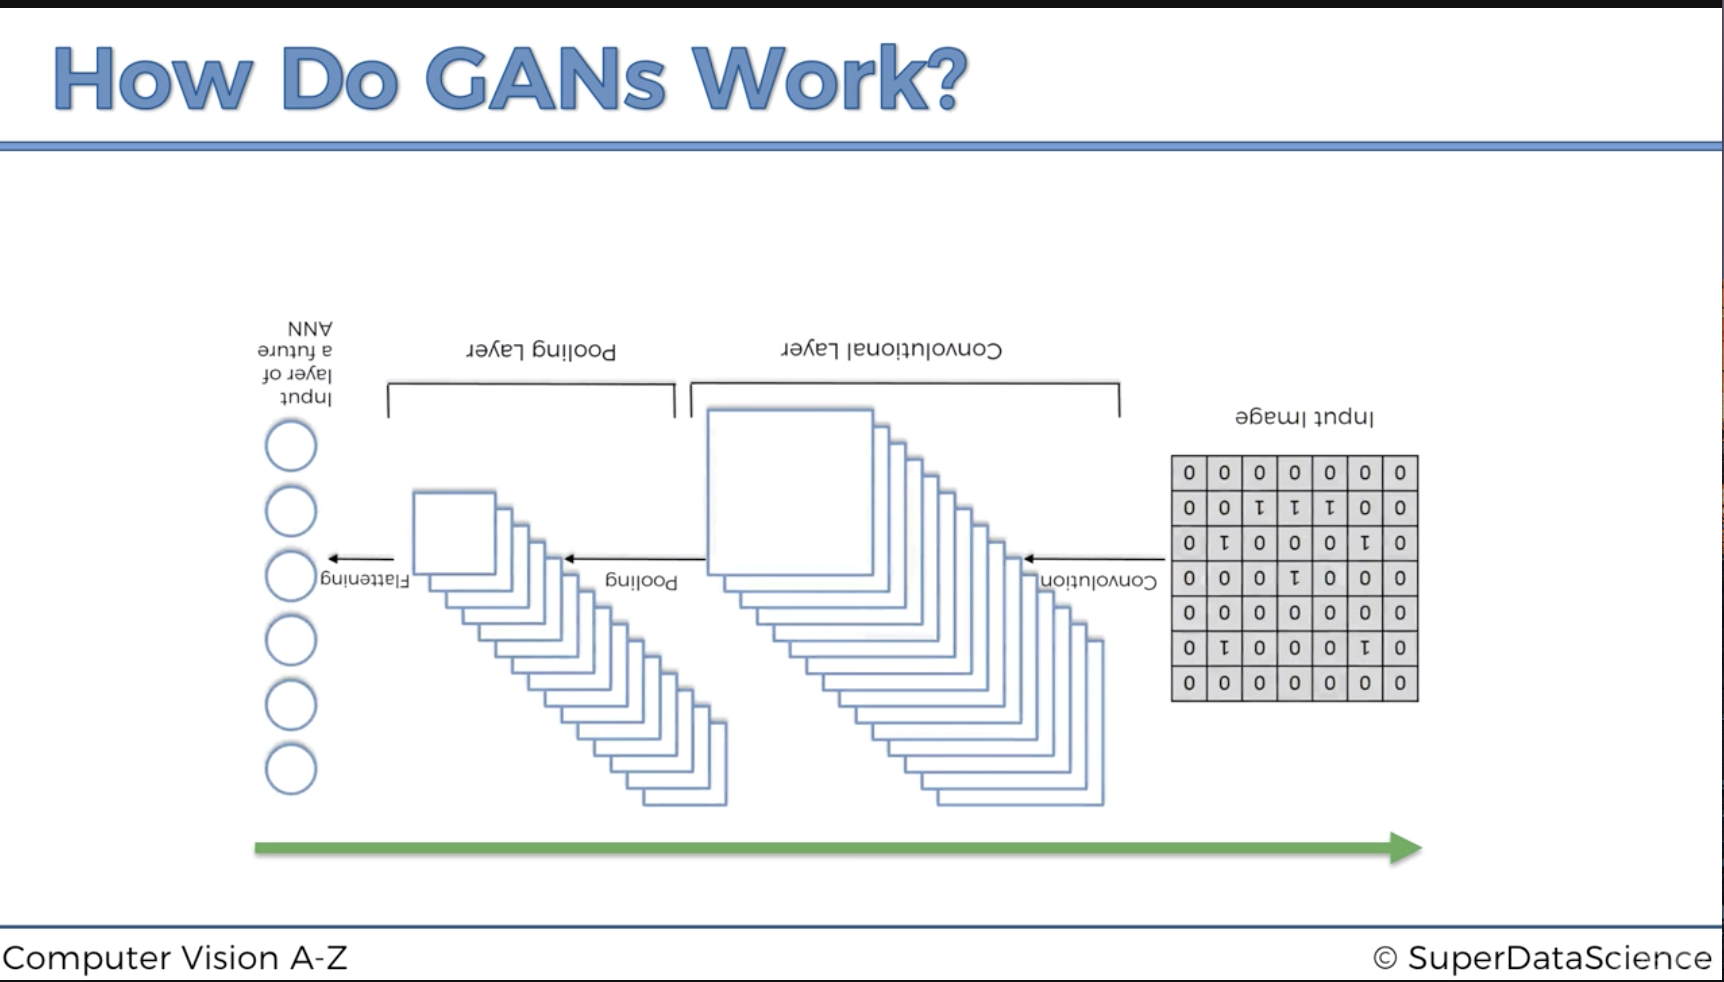 How Do GANs Work?
Input
layer of
a future
ANN
Pooling Layer
Convolutional Layer
Input Image
Flattening
Pooling
Convolution
0 0 0 0 0 0 0
0 0 1 1 1 0 0
0 1 0 0 0 1 0
0 0 0 1 0 0 0
0 0 0 0 0 0 0
0 1 0 0 0 1 0
0 0 0 0 0 0 0
Computer Vision A-Z
© SuperDataScience